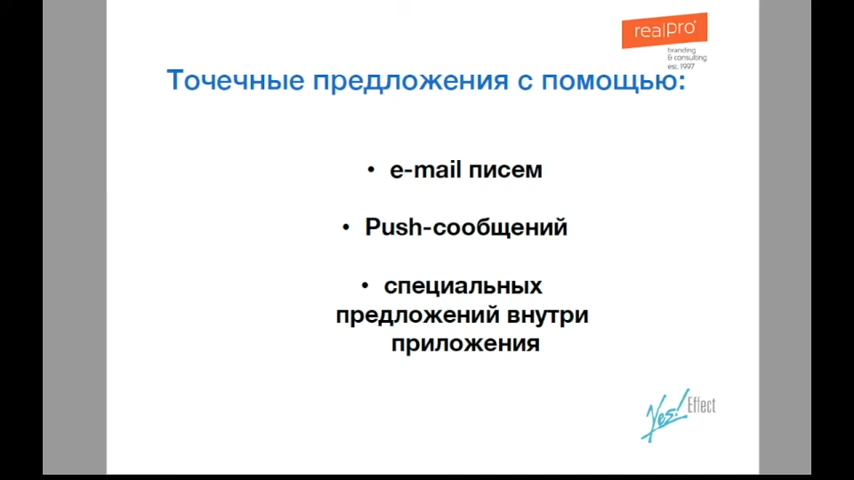 realpro
branding
& consulting
est. 1997
Точечные предложения с помощью:
• e-mail писем
• Push-сообщений
• специальных
предложений внутри
приложения
Yes! Effect